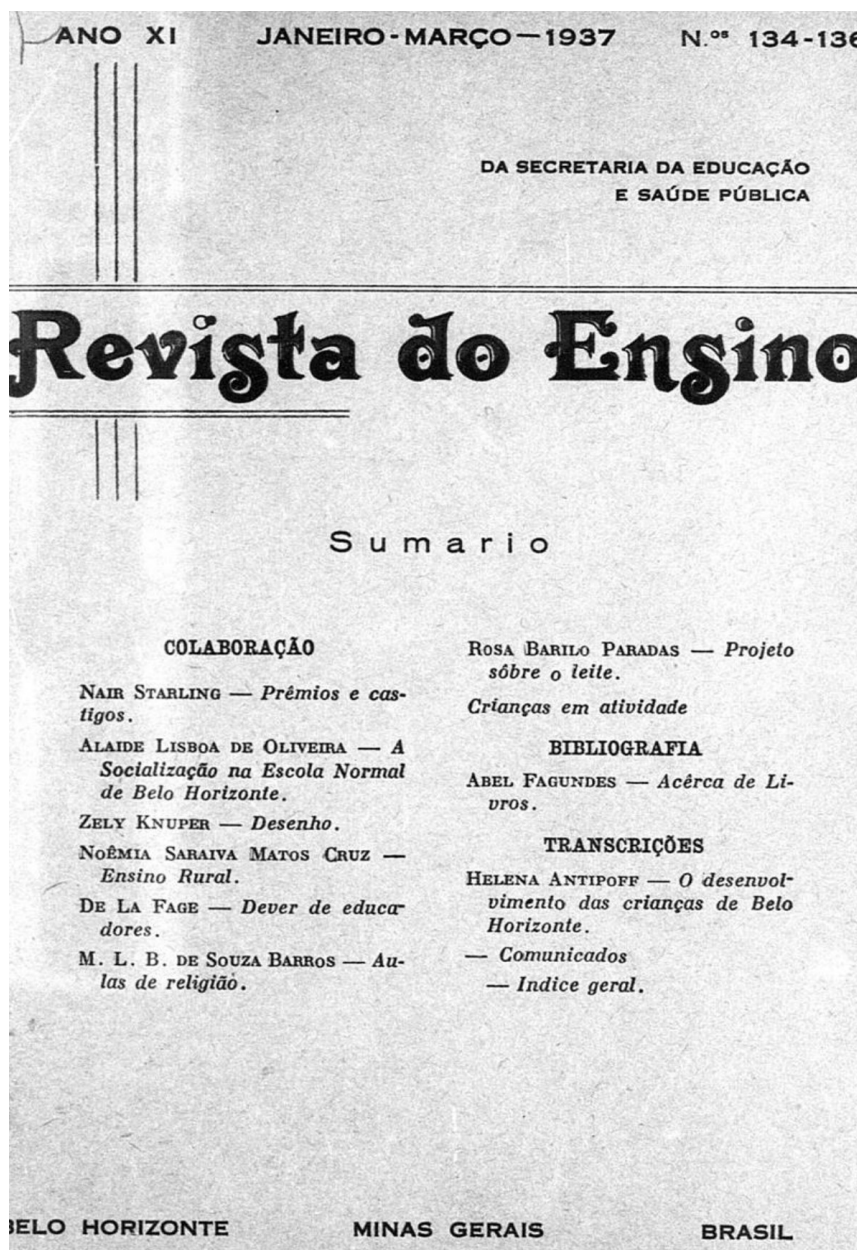 ANO XI JANEIRO-MARÇO—1937 N.ºˢ 134-136
DA SECRETARIA DA EDUCAÇÃO
E SAÚDE PÚBLICA
Revista do Ensino
Sumario
COLABORAÇÃO
NAIR STARLING — Prêmios e cas-
tigos.
ALAIDE LISBOA DE OLIVEIRA — A
Socialização na Escola Normal
de Belo Horizonte.
ZELY KNUPER — Desenho.
NOÊMIA SARAIVA MATOS CRUZ —
Ensino Rural.
DE LA FAGE — Dever de educa-
dores.
M. L. B. DE SOUZA BARROS — Au-
las de religião.
ROSA BARILO PARADAS — Projeto
sôbre o leite.
Crianças em atividade
BIBLIOGRAFIA
ABEL FAGUNDES — Acêrca de Li-
vros.
TRANSCRIÇÕES
HELENA ANTIPOFF — O desenvol-
vimento das crianças de Belo
Horizonte.
— Comunicados
— Indice geral.
BELO HORIZONTE MINAS GERAIS BRASIL